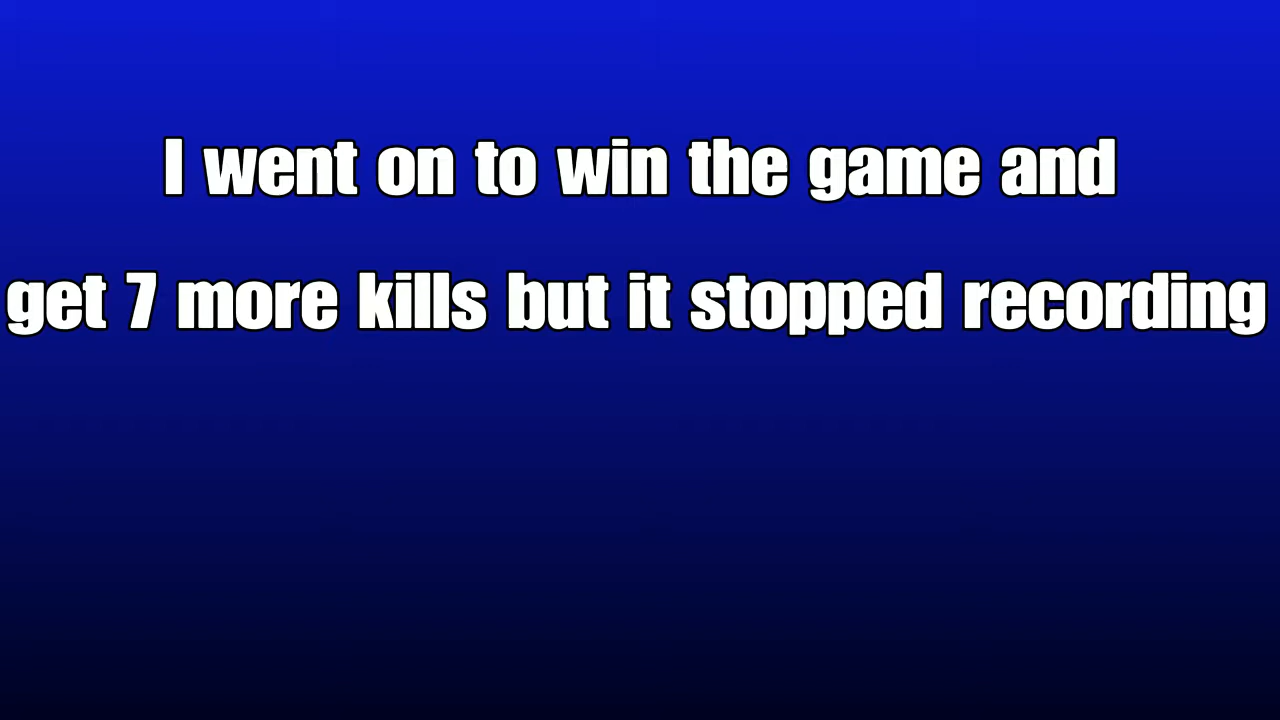 I went on to win the game and
get 7 more kills but it stopped recording